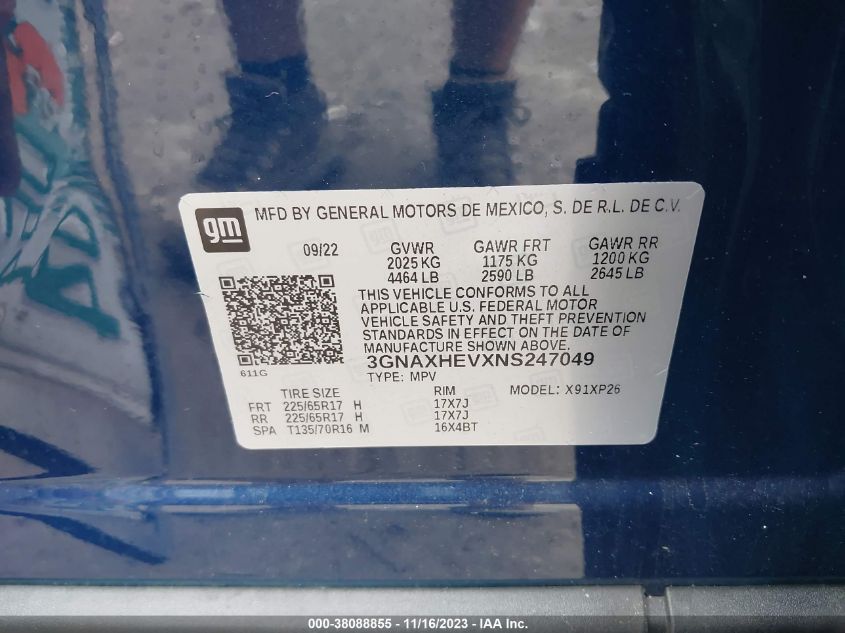 gm MFD BY GENERAL MOTORS DE MEXICO, S. DE R.L. DE C.V.
09/22 GVWR GAWR FRT GAWR RR
2025 KG 1175 KG 1200 KG
4464 LB 2590 LB 2645 LB
THIS VEHICLE CONFORMS TO ALL
APPLICABLE U.S. FEDERAL MOTOR
VEHICLE SAFETY AND THEFT PREVENTION
STANDARDS IN EFFECT ON THE DATE OF
MANUFACTURE SHOWN ABOVE.
3GNAXHEVXNS247049
611G TYPE: MPV
TIRE SIZE RIM MODEL: X91XP26
FRT 225/65R17 H 17X7J
RR 225/65R17 H 17X7J
SPA T135/70R16 M 16X4BT
000-38088855 - 11/16/2023 - IAA Inc.